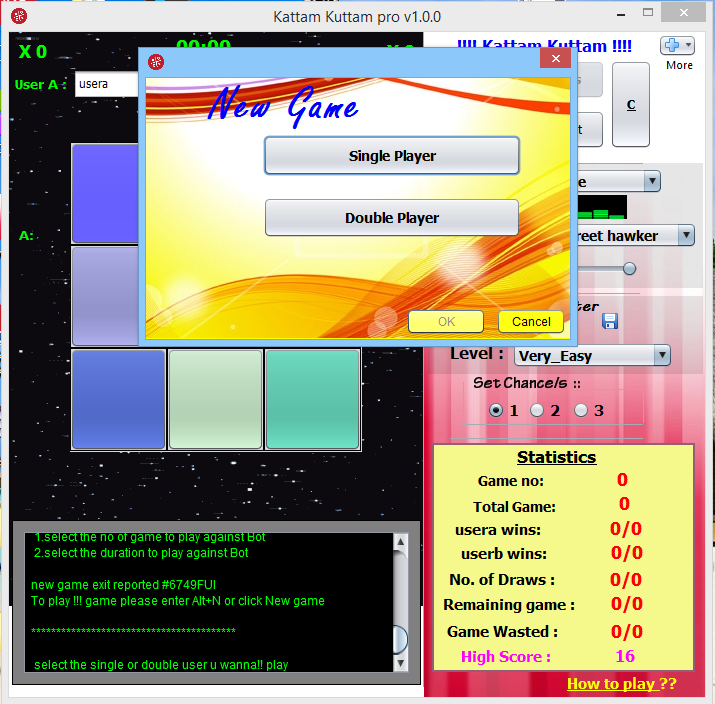 Kattam Kuttam pro v1.0.0
X 0
00:00
X 0
!!!! Kattam Kuttam !!!!
More
User A :
usera
C
New Game
Single Player
Double Player
OK
Cancel
A:
reet hawker
Level :
Very_Easy
Set Chance/s ::
1 2 3
Statistics
Game no: 0
Total Game: 0
usera wins: 0/0
userb wins: 0/0
No. of Draws : 0/0
Remaining game : 0/0
Game Wasted : 0/0
High Score : 16
How to play ??
1.select the no of game to play against Bot
2.select the duration to play against Bot
new game exit reported #6749FUI
To play !!! game please enter Alt+N or click New game
*****************************************
select the single or double user u wanna!! play